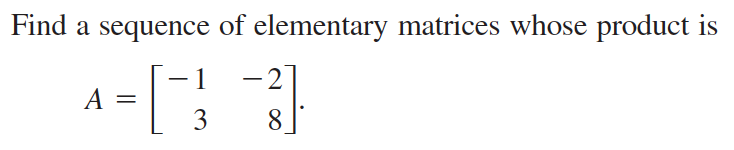 Find a sequence of elementary matrices whose product is
A = [ −1 −2
3 8 ].